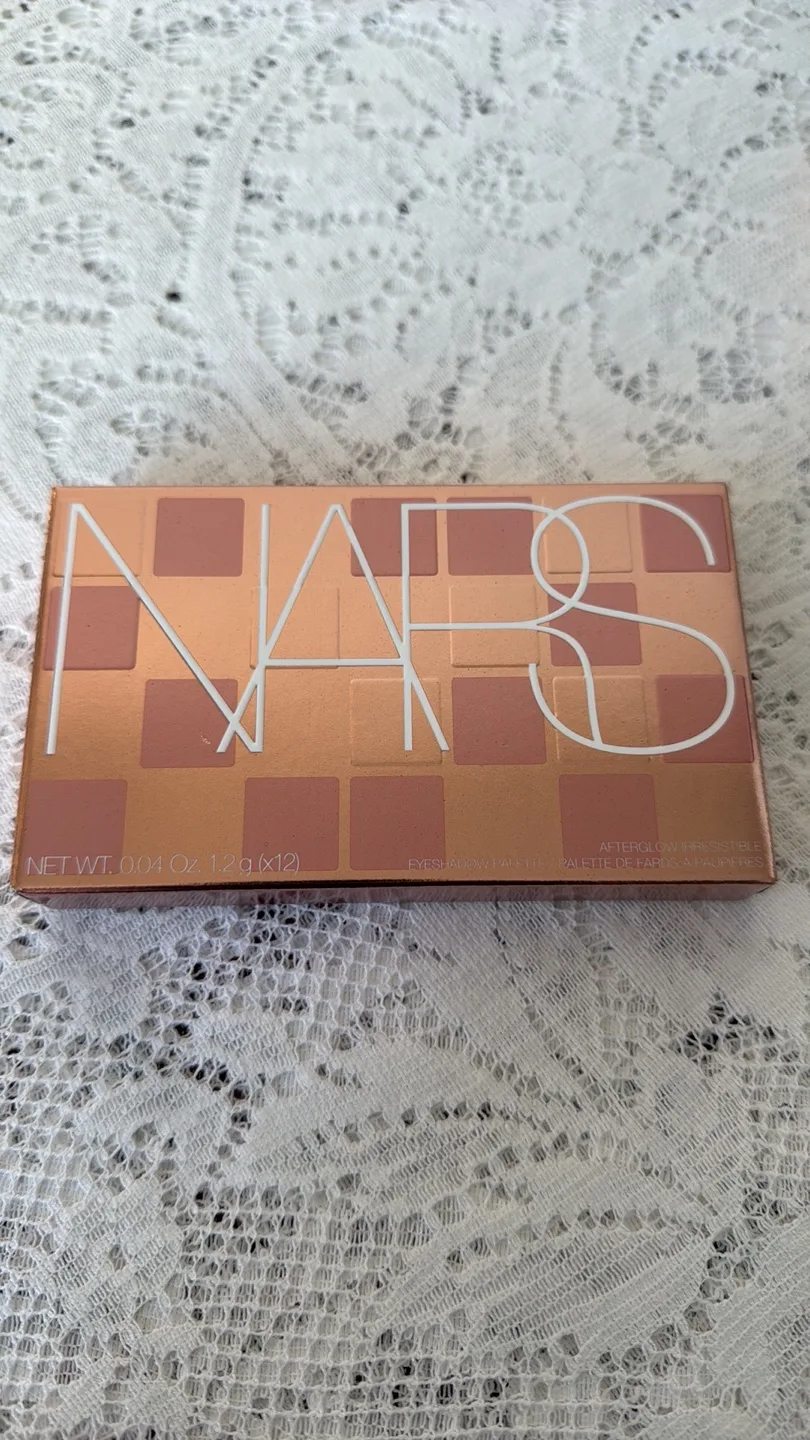 NARS
NET WT. 0.04 Oz. 1.2 g (x12)
AFTERGLOW IRRESISTIBLE
EYESHADOW PALETTE / PALETTE DE FARDS À PAUPIÈRES